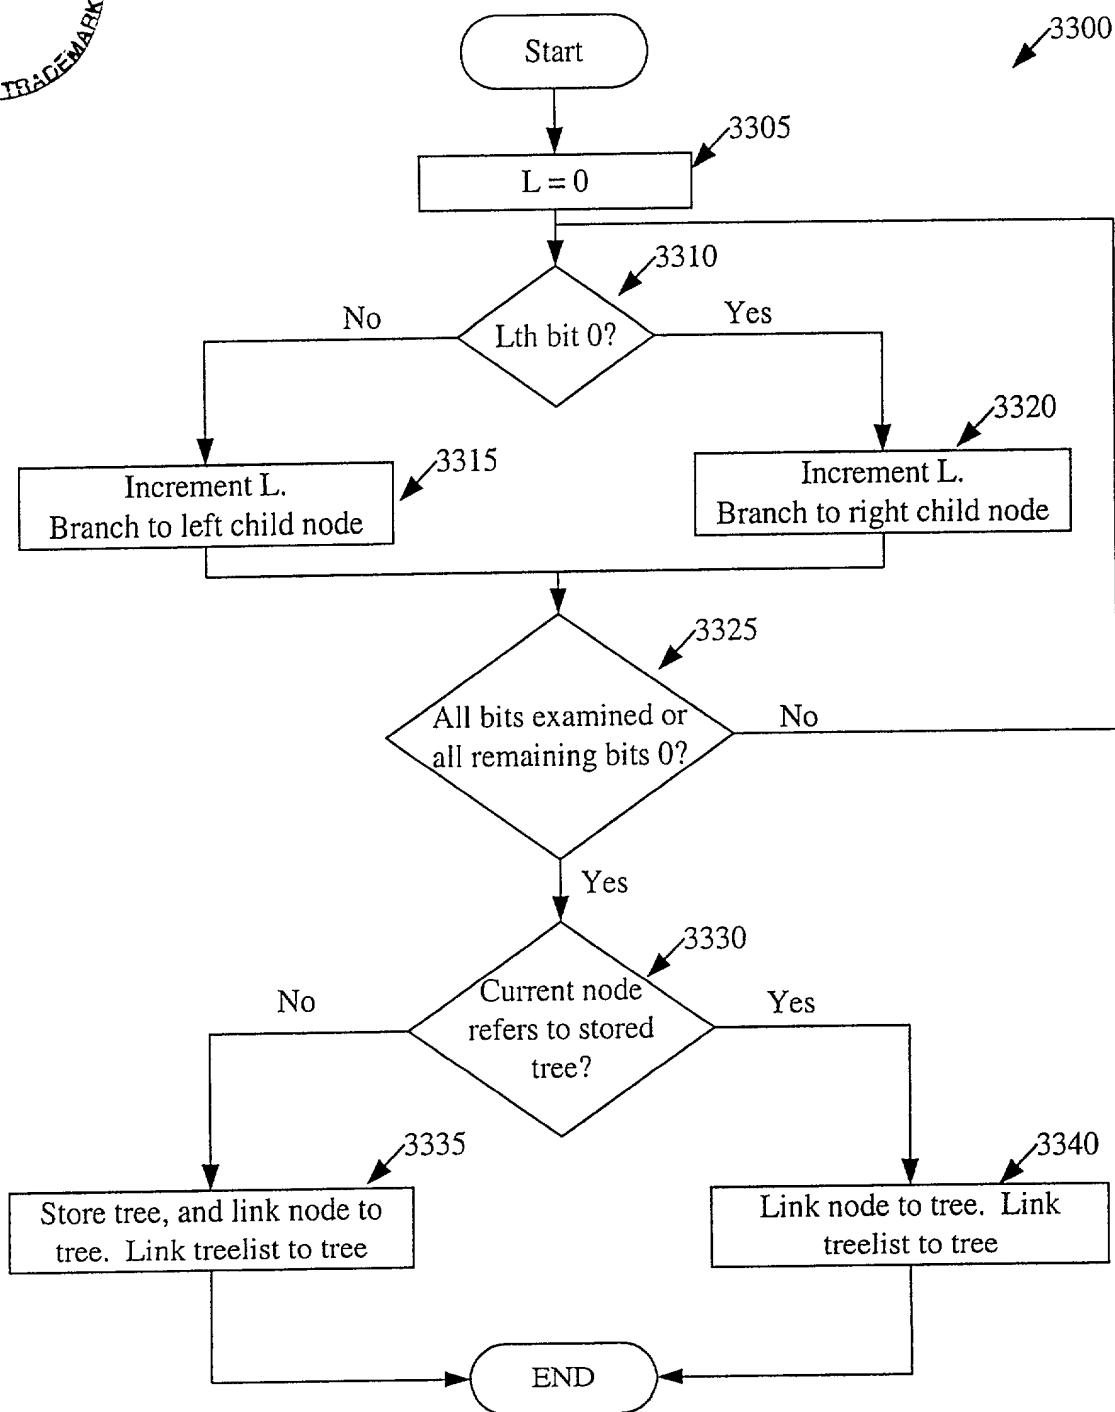 TRADEMARK
3300
Start
3305
L = 0
3310
Lth bit 0?
No
Yes
3315
3320
Increment L.
Branch to left child node
Increment L.
Branch to right child node
3325
All bits examined or
all remaining bits 0?
No
Yes
3330
Current node
refers to stored
tree?
No
Yes
3335
3340
Store tree, and link node to
tree. Link treelist to tree
Link node to tree. Link
treelist to tree
END